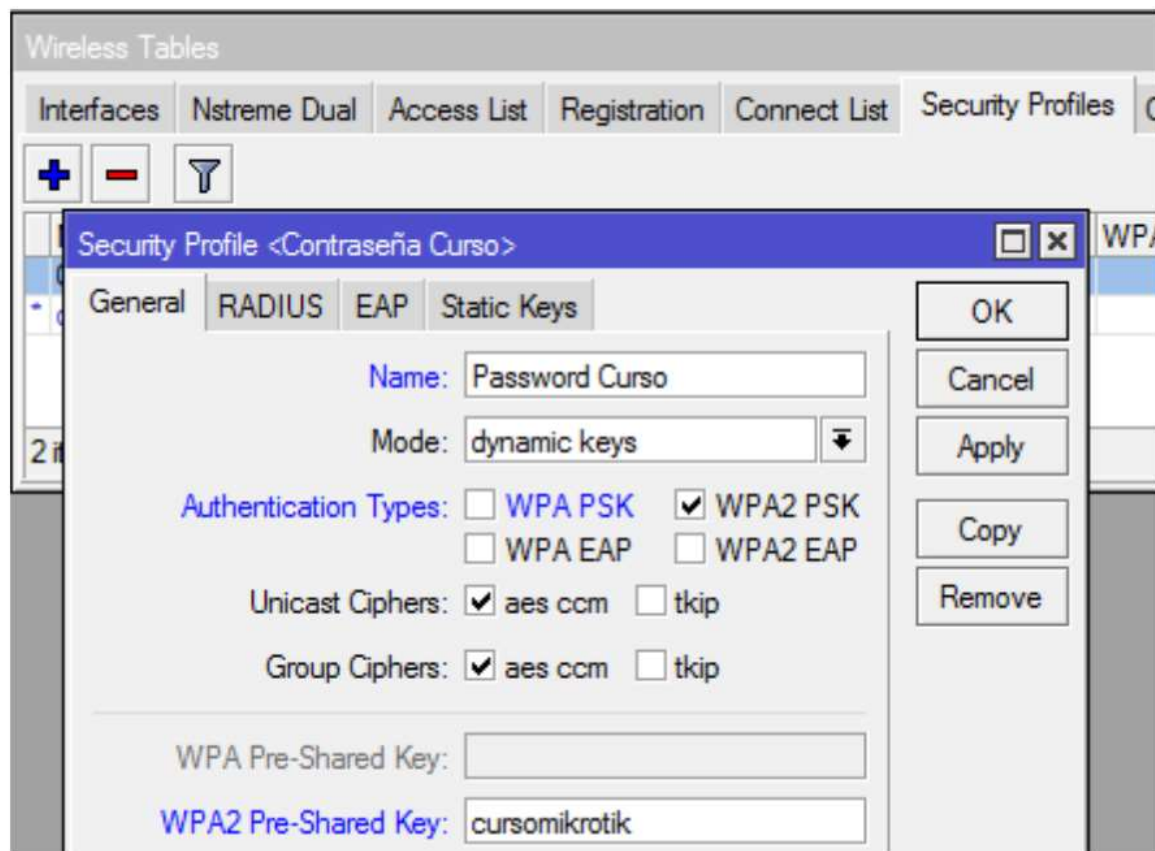 Wireless Tables
Interfaces Nstreme Dual Access List Registration Connect List Security Profiles
Security Profile <Contraseña Curso>
WPA
General RADIUS EAP Static Keys
OK
Name: Password Curso
Cancel
Mode: dynamic keys
Apply
2
Authentication Types: WPA PSK WPA2 PSK
WPA EAP WPA2 EAP
Copy
Unicast Ciphers: aes ccm tkip
Remove
Group Ciphers: aes ccm tkip
WPA Pre-Shared Key:
WPA2 Pre-Shared Key: cursomikrotik